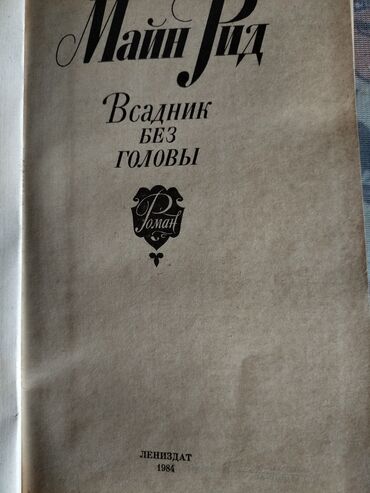 Майн Рид
Всадник
без
головы
Роман
Лениздат
1984